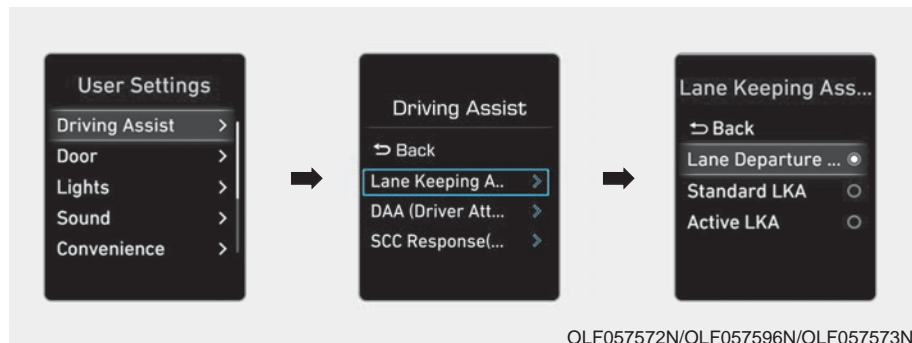 User Settings
Driving Assist >
Door >
Lights >
Sound >
Convenience >
Driving Assist
Back
Lane Keeping A.. >
DAA (Driver Att... >
SCC Response(... >
Lane Keeping Ass...
Back
Lane Departure ...
Standard LKA
Active LKA
OLF057572N/OLF057596N/OLF057573N